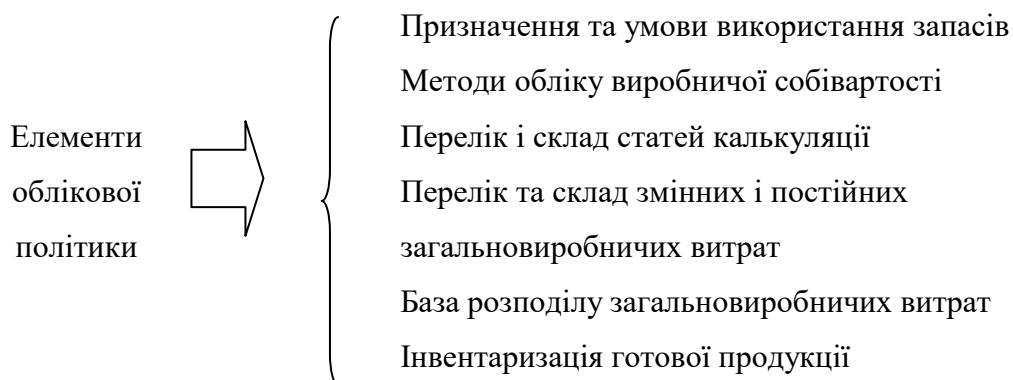 Елементи
облікової
політики
Призначення та умови використання запасів
Методи обліку виробничої собівартості
Перелік і склад статей калькуляції
Перелік та склад змінних і постійних
загальновиробничих витрат
База розподілу загальновиробничих витрат
Інвентаризація готової продукції